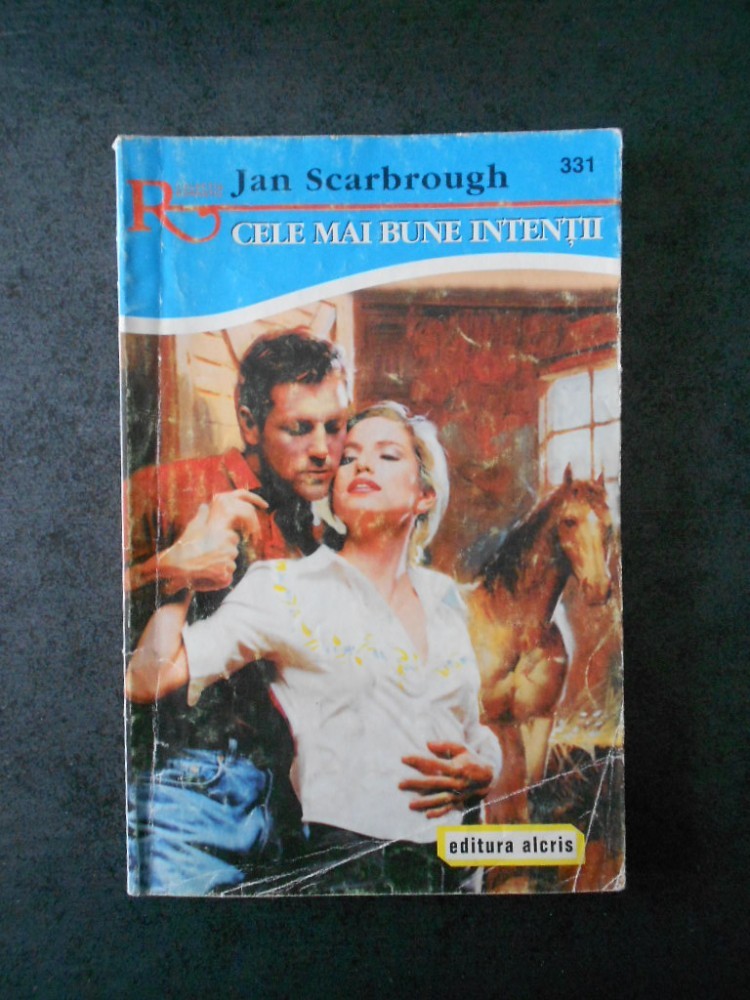 Jan Scarbrough
331
R
CELE MAI BUNE INTENȚII
editura alcris